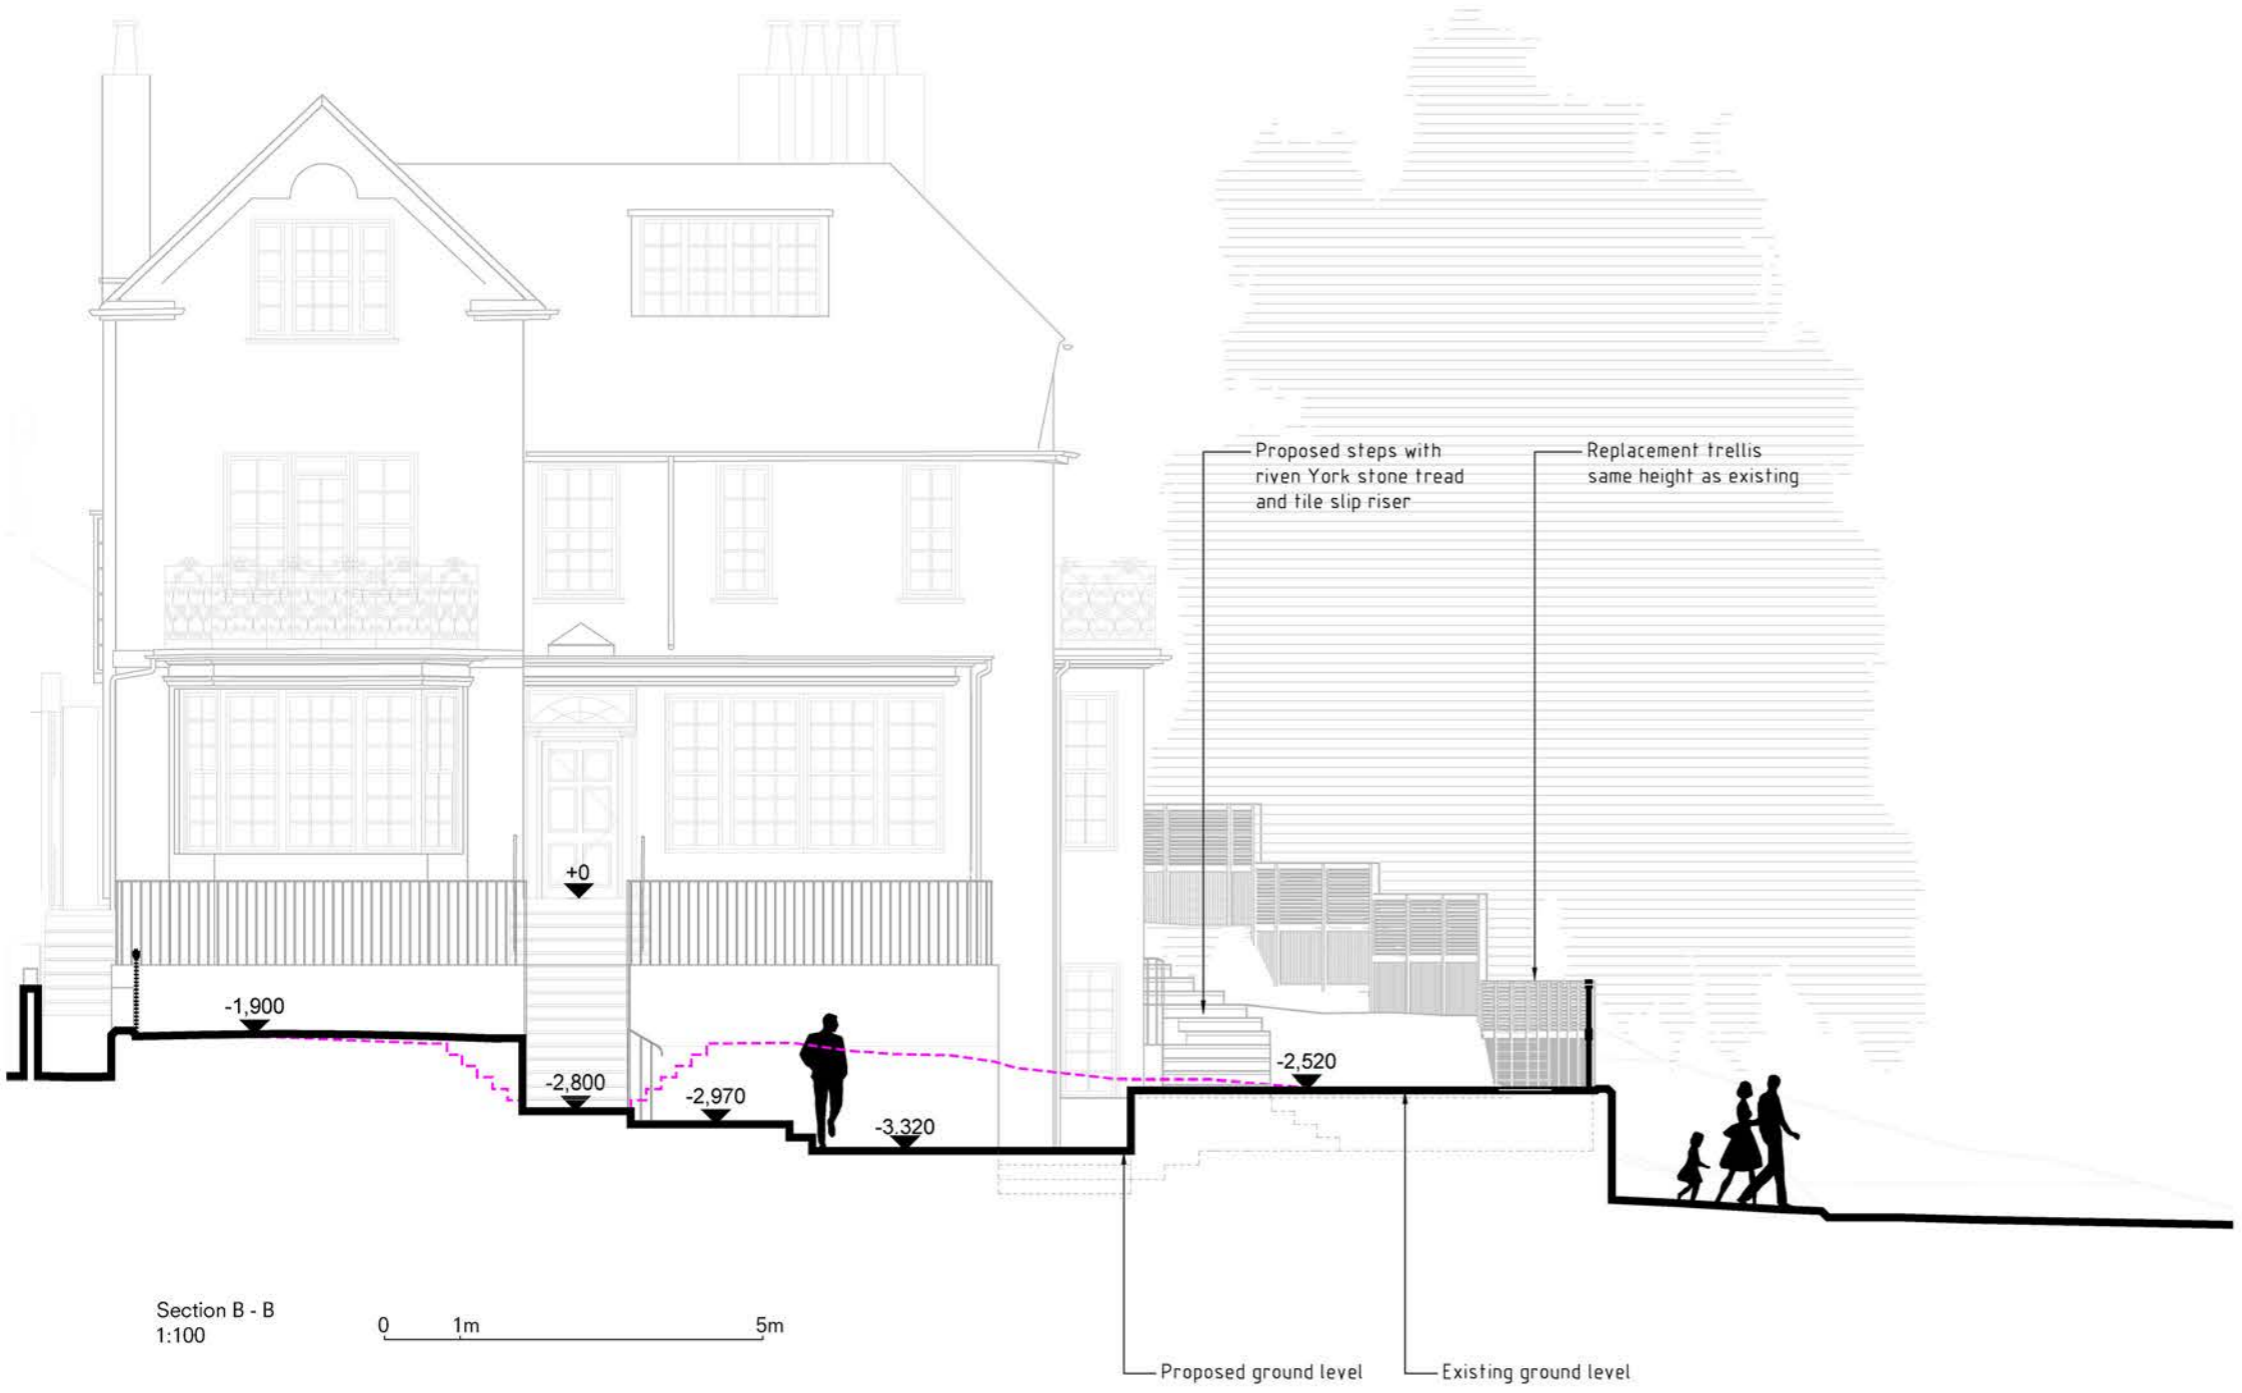 Proposed steps with
riven York stone tread
and tile slip riser
Replacement trellis
same height as existing
+0
-1,900
-2,800
-2,970
-3,320
-2,520
Section B - B
1:100
0 1m 5m
Proposed ground level
Existing ground level